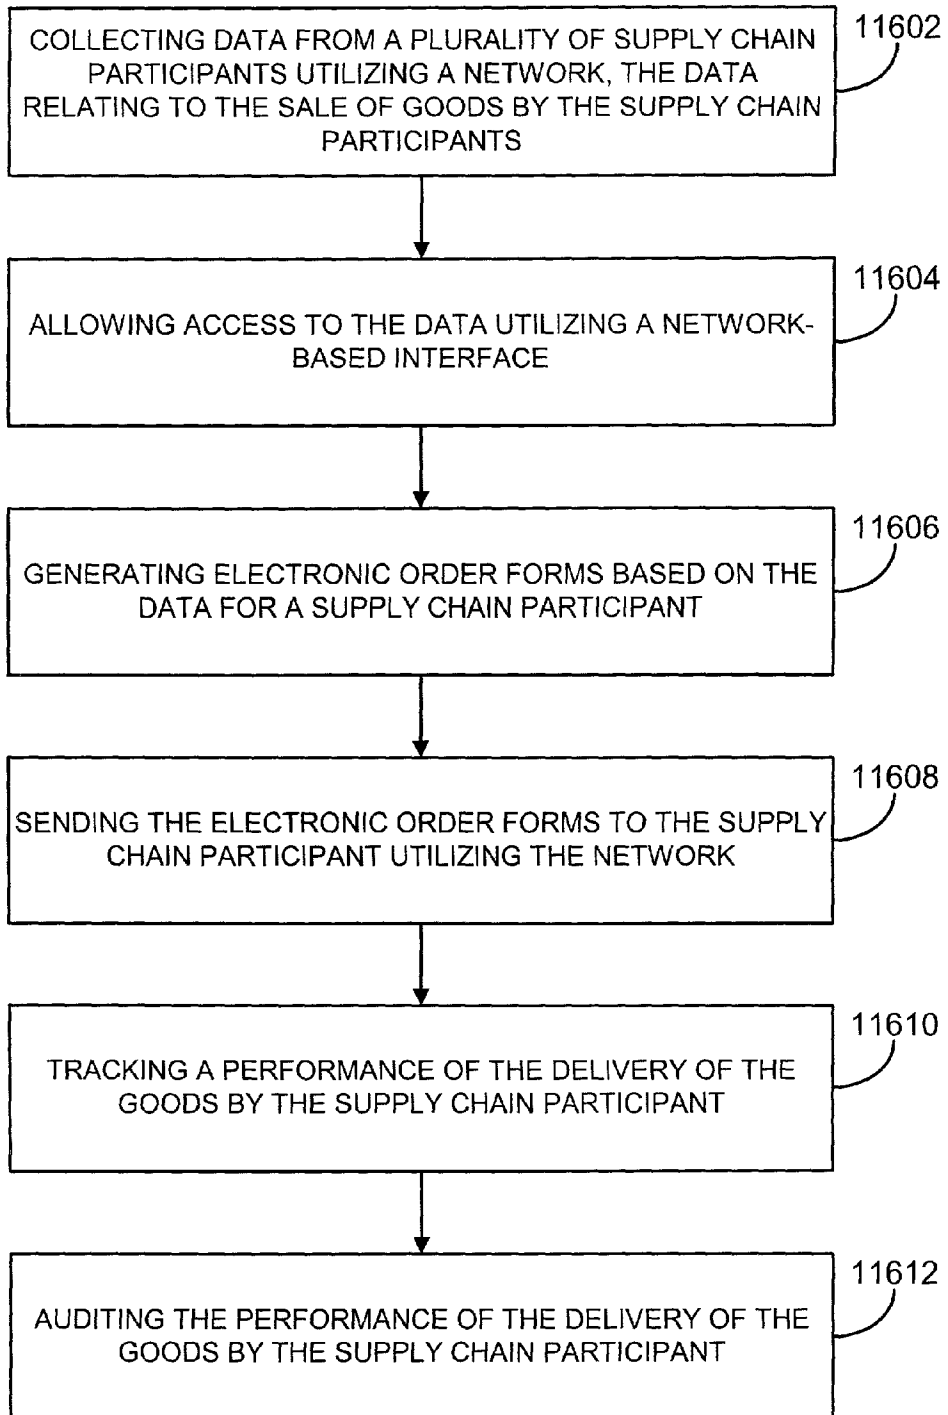 COLLECTING DATA FROM A PLURALITY OF SUPPLY CHAIN
PARTICIPANTS UTILIZING A NETWORK, THE DATA
RELATING TO THE SALE OF GOODS BY THE SUPPLY CHAIN
PARTICIPANTS
11602
ALLOWING ACCESS TO THE DATA UTILIZING A NETWORK-
BASED INTERFACE
11604
GENERATING ELECTRONIC ORDER FORMS BASED ON THE
DATA FOR A SUPPLY CHAIN PARTICIPANT
11606
SENDING THE ELECTRONIC ORDER FORMS TO THE SUPPLY
CHAIN PARTICIPANT UTILIZING THE NETWORK
11608
TRACKING A PERFORMANCE OF THE DELIVERY OF THE
GOODS BY THE SUPPLY CHAIN PARTICIPANT
11610
AUDITING THE PERFORMANCE OF THE DELIVERY OF THE
GOODS BY THE SUPPLY CHAIN PARTICIPANT
11612